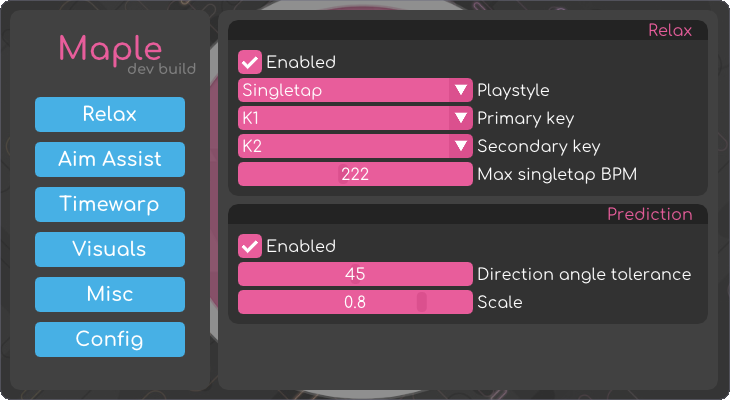 Maple
dev build
Relax
Aim Assist
Timewarp
Visuals
Misc
Config
Relax
Enabled
Singletap Playstyle
K1 Primary key
K2 Secondary key
222 Max singletap BPM
Prediction
Enabled
45 Direction angle tolerance
0.8 Scale